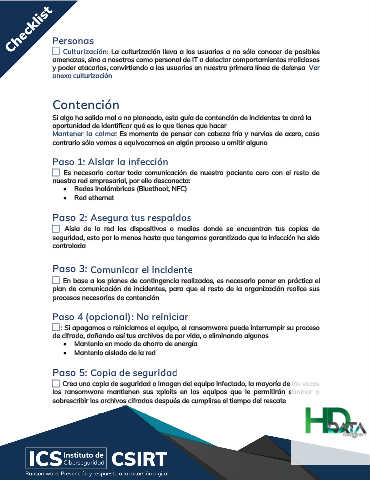 Checklist
Personas
Culturización: La culturización lleva a los usuarios a no sólo conocer de posibles
amenazas, sino a nosotros como personal de IT a detectar comportamientos maliciosos
y poder atacarlos, convirtiendo a los usuarios en nuestra primera línea de defensa Ver
anexo culturización
Contención
Si algo ha salido mal o no planeado, esta guía de contención de incidentes te dará la
oportunidad de identificar qué es lo que tienes que hacer
Mantener la calma: Es momento de pensar con cabeza fría y nervios de acero, caso
contrario sólo vamos a equivocarnos en algún proceso u omitir alguno
Paso 1: Aislar la infección
Es necesario cortar toda comunicación de nuestro paciente cero con el resto de
nuestra red empresarial, por ello desconecta:
• Redes Inalámbricas (Bluethoot, NFC)
• Red ethernet
Paso 2: Asegura tus respaldos
Aísla de la red los dispositivos o medios donde se encuentran tus copias de
seguridad, esto por lo menos hasta que tengamos garantizado que la infección ha sido
controlada
Paso 3: Comunicar el incidente
En base a los planes de contingencia realizados, es necesario poner en práctica el
plan de comunicación de incidentes, para que el resto de la organización realice sus
procesos necesarios de contención
Paso 4 (opcional): No reiniciar
: Si apagamos o reiniciamos el equipo, el ransomware puede interrumpir su proceso
de cifrado, dañando así tus archivos de por vida, o eliminando algunos
• Mantenlo en modo de ahorro de energía
• Mantenlo aislado de la red
Paso 5: Copia de seguridad
Crea una copia de seguridad o imagen del equipo infectado, la mayoría de las veces
los ransomware mantienen sus xploits en los equipos que le permitirán eliminar o
sobrescribir los archivos cifrados después de cumplirse el tiempo del rescate
HD
DATA
ICS Instituto de
Ciberseguridad CSIRT